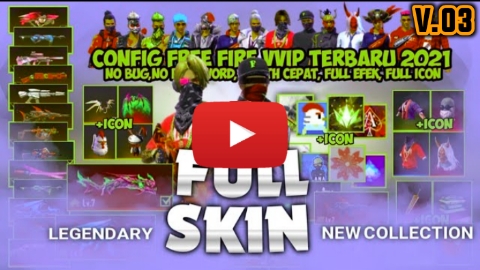 V.03
CONFIG FREE FIRE VVIP TERBARU 2021
NO BUG, NO
CEPAT, FULL EFEK, FULL ICON
+ICON
+ICON
+ICON
FULL
SKIN
LEGENDARY
NEW COLLECTION